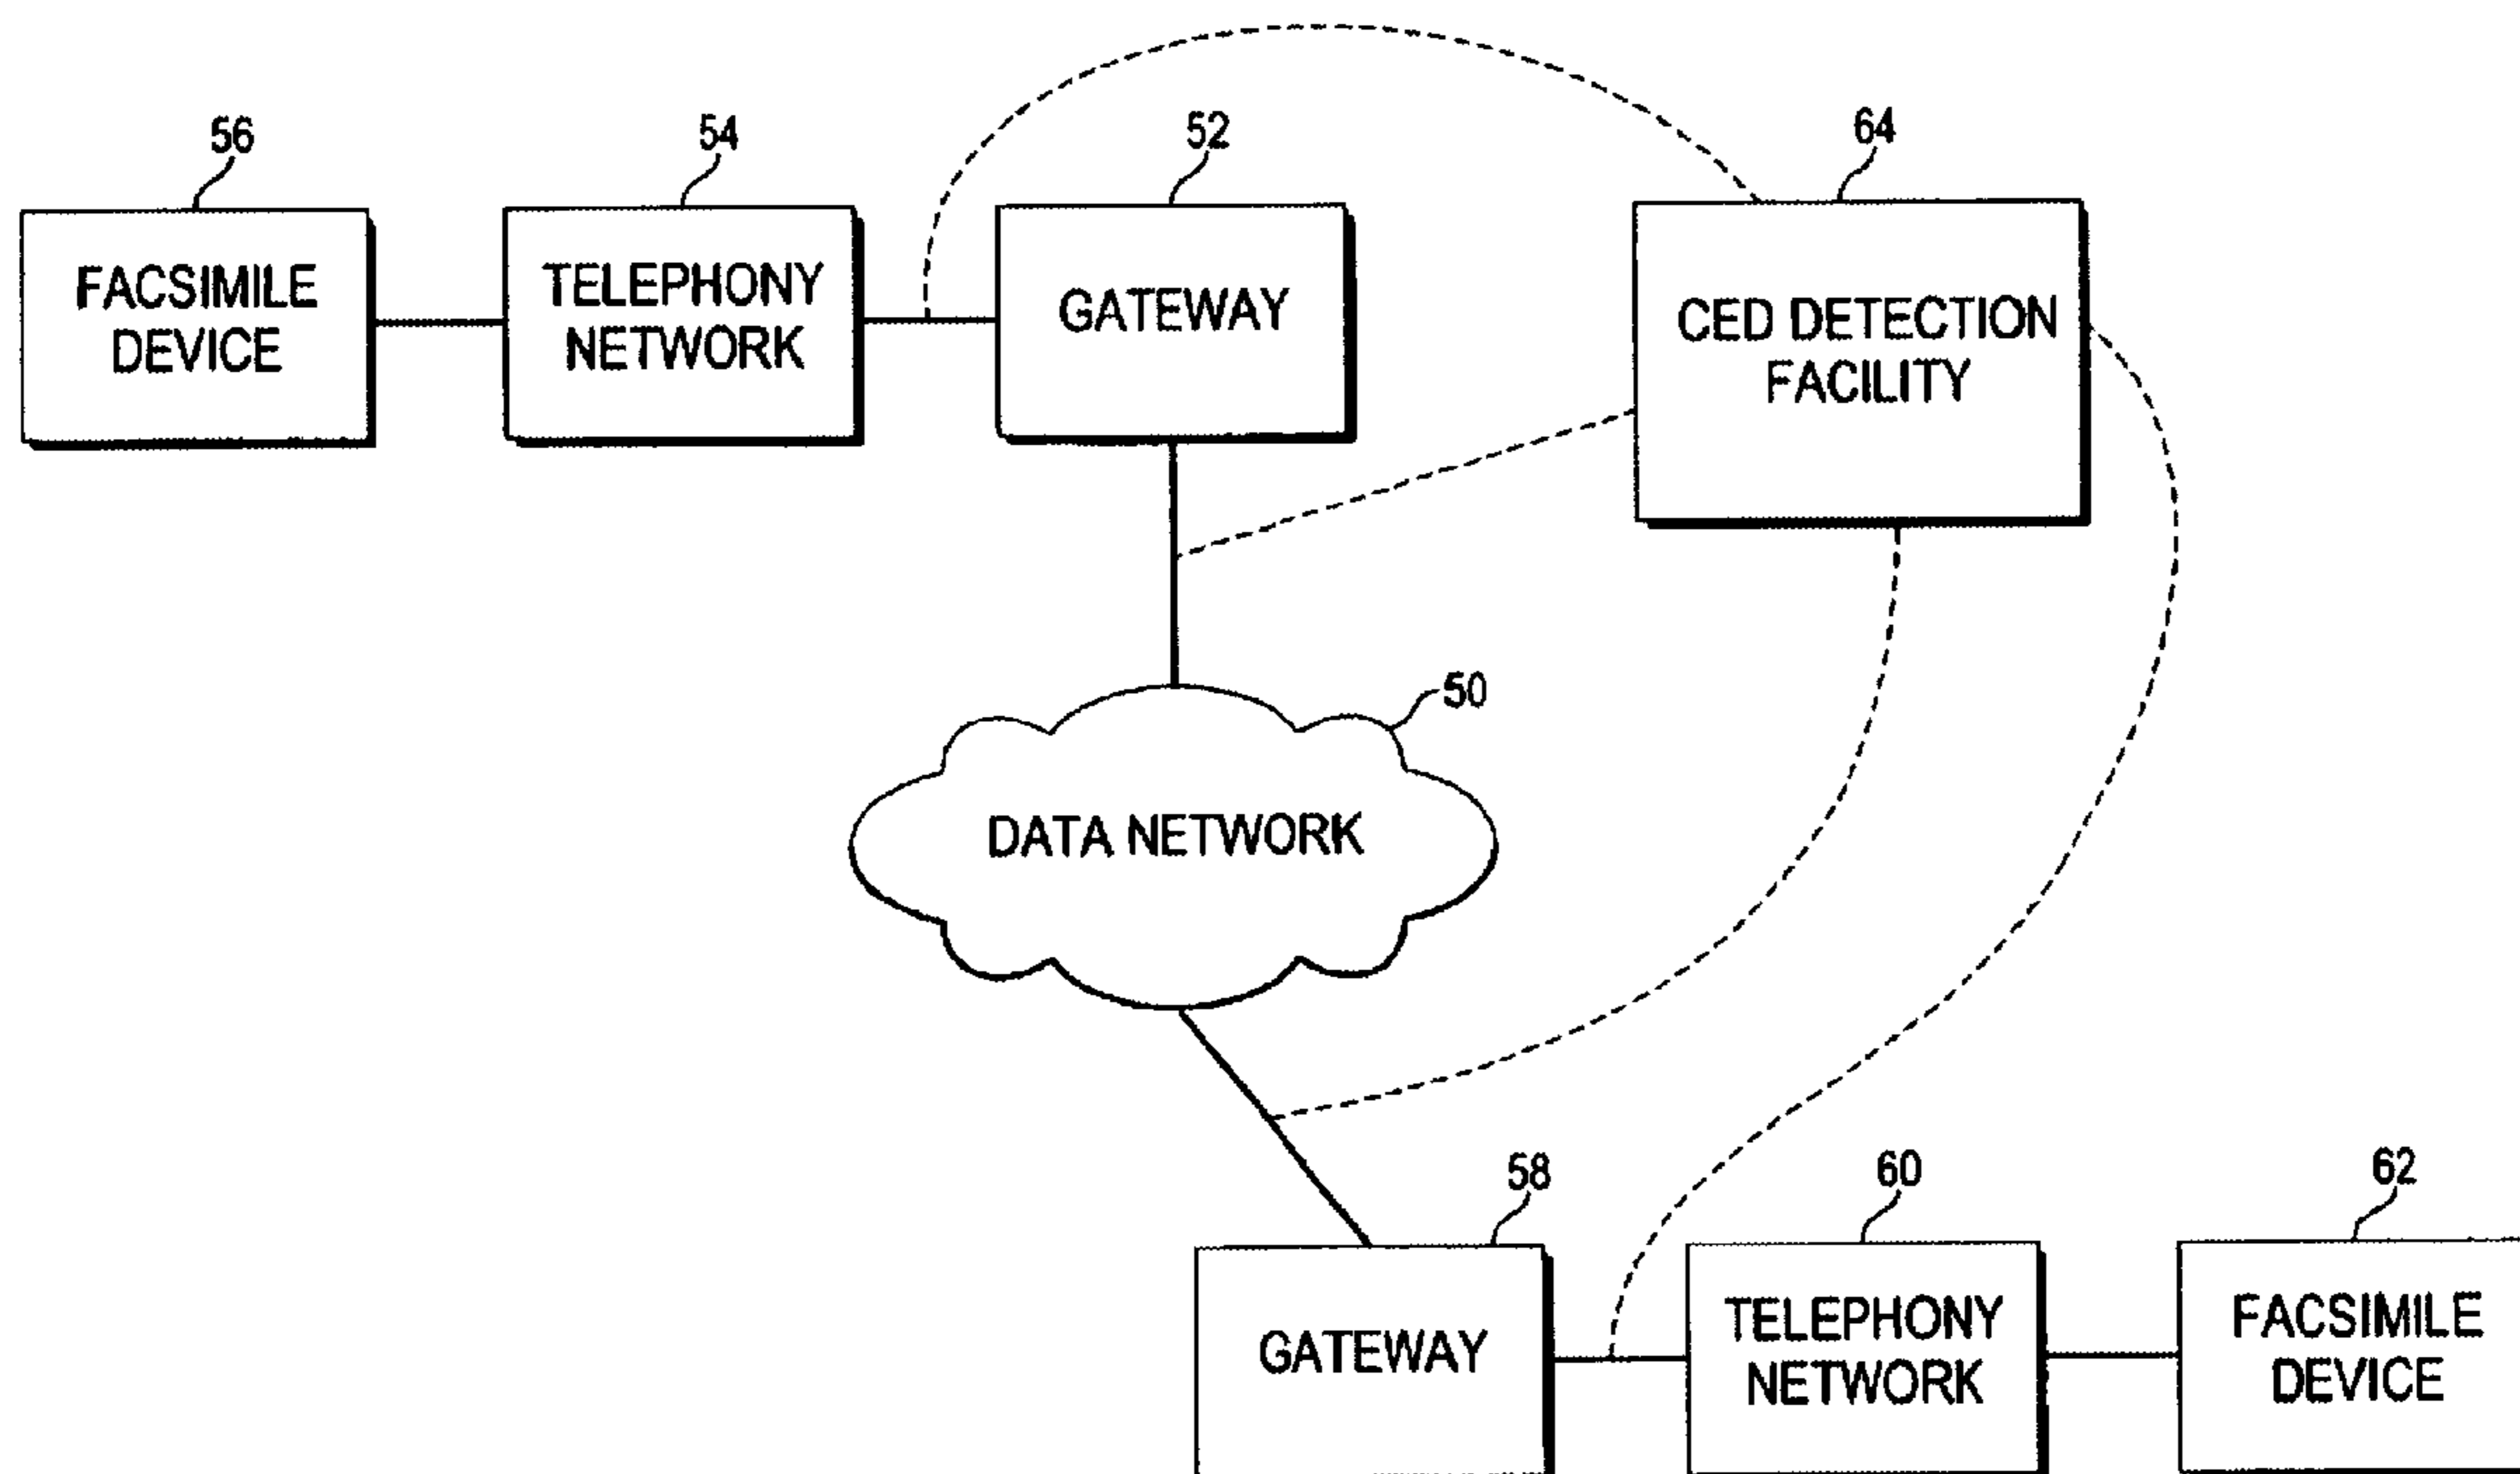 56
54
52
64
FACSIMILE
DEVICE
TELEPHONY
NETWORK
GATEWAY
CED DETECTION
FACILITY
50
DATA NETWORK
58
60
62
GATEWAY
TELEPHONY
NETWORK
FACSIMILE
DEVICE